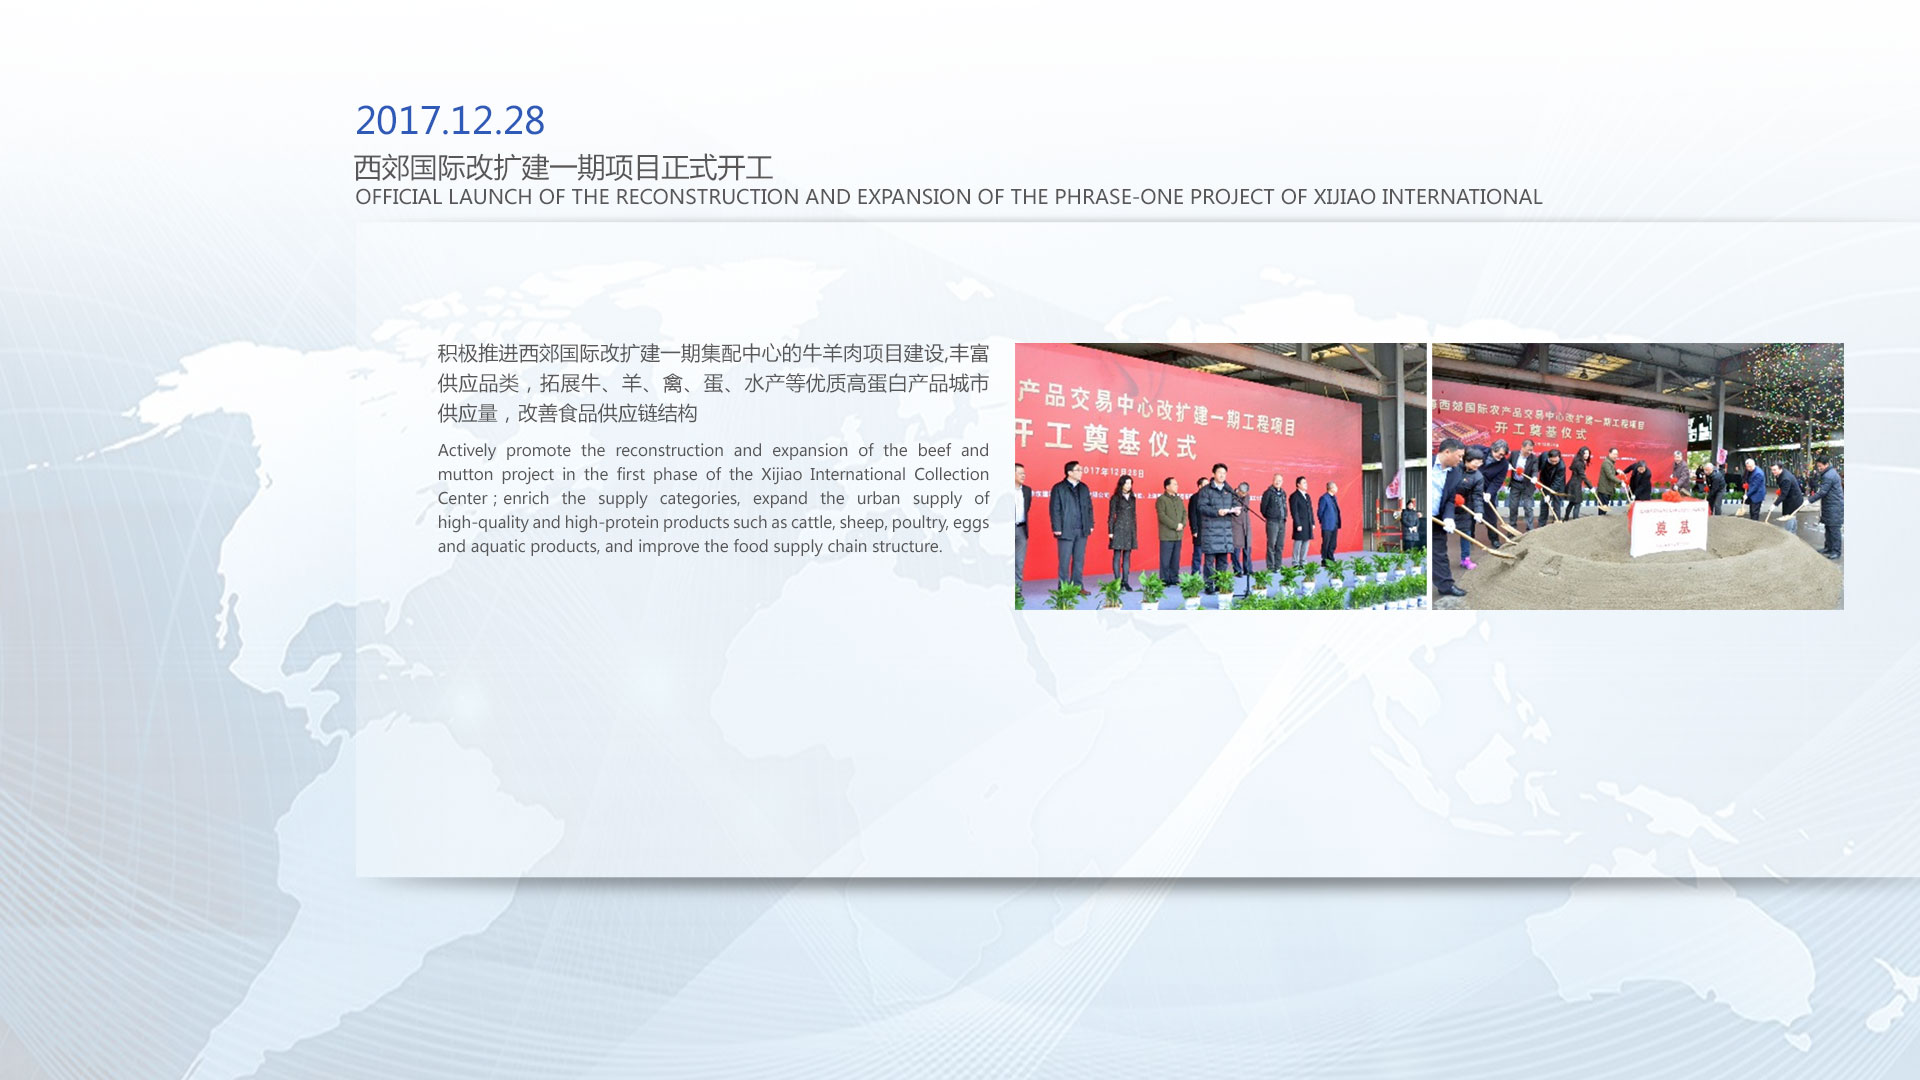 2017.12.28
西郊国际改扩建一期项目正式开工
OFFICIAL LAUNCH OF THE RECONSTRUCTION AND EXPANSION OF THE PHRASE-ONE PROJECT OF XIJIAO INTERNATIONAL
积极推进西郊国际改扩建一期集配中心的牛羊肉项目建设,丰富
供应品类，拓展牛、羊、禽、蛋、水产等优质高蛋白产品城市
供应量，改善食品供应链结构
Actively promote the reconstruction and expansion of the beef and
mutton project in the first phase of the Xijiao International Collection
Center ; enrich the supply categories, expand the urban supply of
high-quality and high-protein products such as cattle, sheep, poultry, eggs
and aquatic products, and improve the food supply chain structure.
产品交易中心改扩建一期工程项目
开工奠基仪式
2017年12月28日
西郊国际农产品交易中心改扩建一期工程项目
开工奠基仪式
奠基